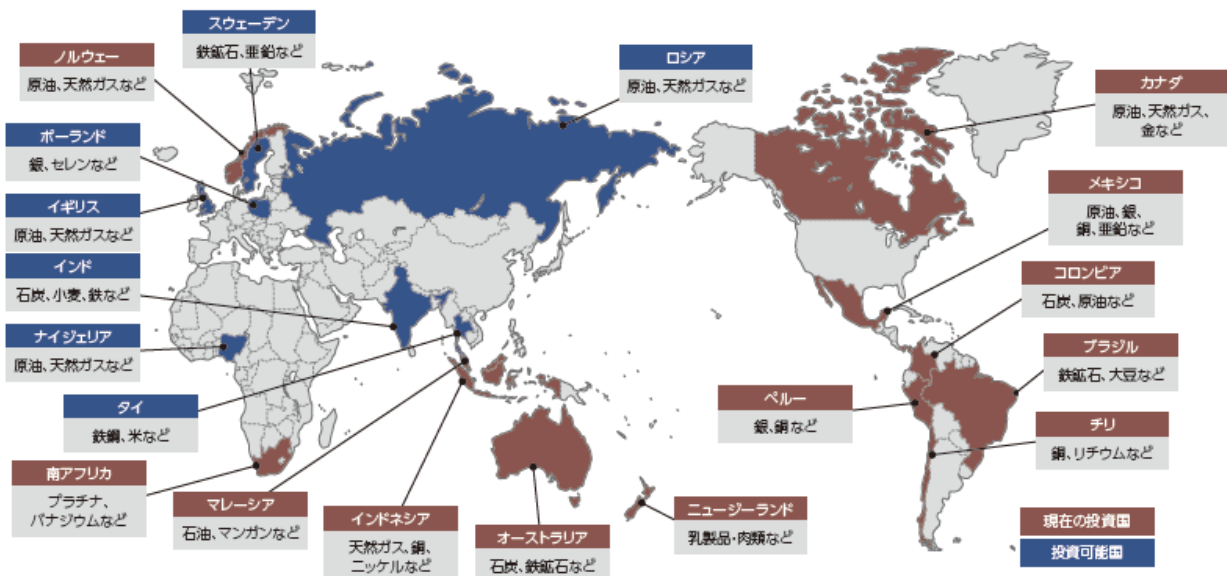 スウェーデン
鉄鉱石、亜鉛など
ノルウェー
原油、天然ガスなど
ロシア
原油、天然ガスなど
カナダ
原油、天然ガス、
金など
ポーランド
銀、セレンなど
メキシコ
原油、銀、
銅、亜鉛など
イギリス
原油、天然ガスなど
インド
石炭、小麦、鉄など
コロンビア
石炭、原油など
ナイジェリア
原油、天然ガスなど
ブラジル
鉄鉱石、大豆など
タイ
鉄鋼、米など
ペルー
銀、銅など
チリ
銅、リチウムなど
南アフリカ
プラチナ、
バナジウムなど
マレーシア
石油、マンガンなど
インドネシア
天然ガス、銅、
ニッケルなど
オーストラリア
石炭、鉄鉱石など
ニュージーランド
乳製品・肉類など
現在の投資国
投資可能国